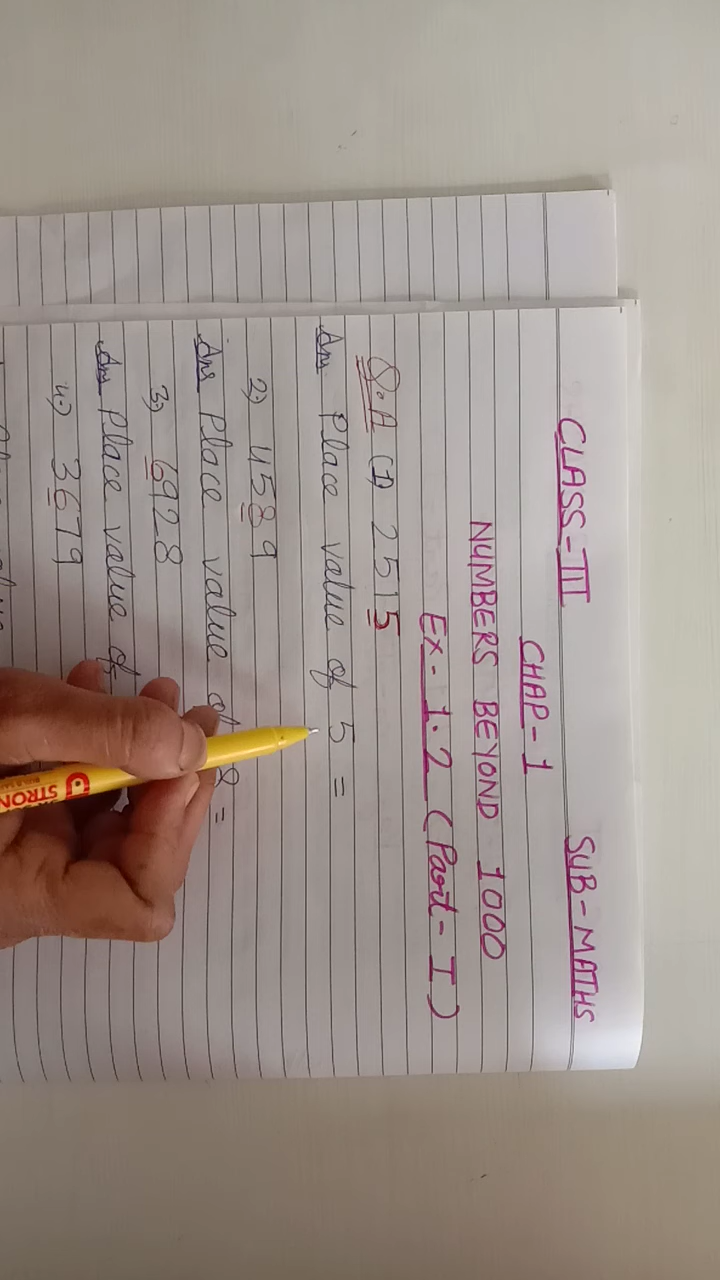 CLASS-III SUB-MATHS
CHAP-1
NUMBERS BEYOND 1000
EX-1.2 (Part-I)
Q.A (1) 2515
Ans Place value of 5 =
2) 4589
Ans Place value of 8 =
3) 6928
Ans Place value of
4) 3679
STRON